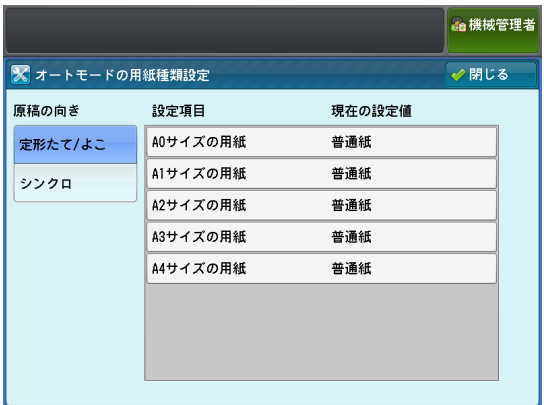 機械管理者
オートモードの用紙種類設定 閉じる
原稿の向き 設定項目 現在の設定値
定形たて/よこ A0サイズの用紙 普通紙
A1サイズの用紙 普通紙
シンクロ
A2サイズの用紙 普通紙
A3サイズの用紙 普通紙
A4サイズの用紙 普通紙